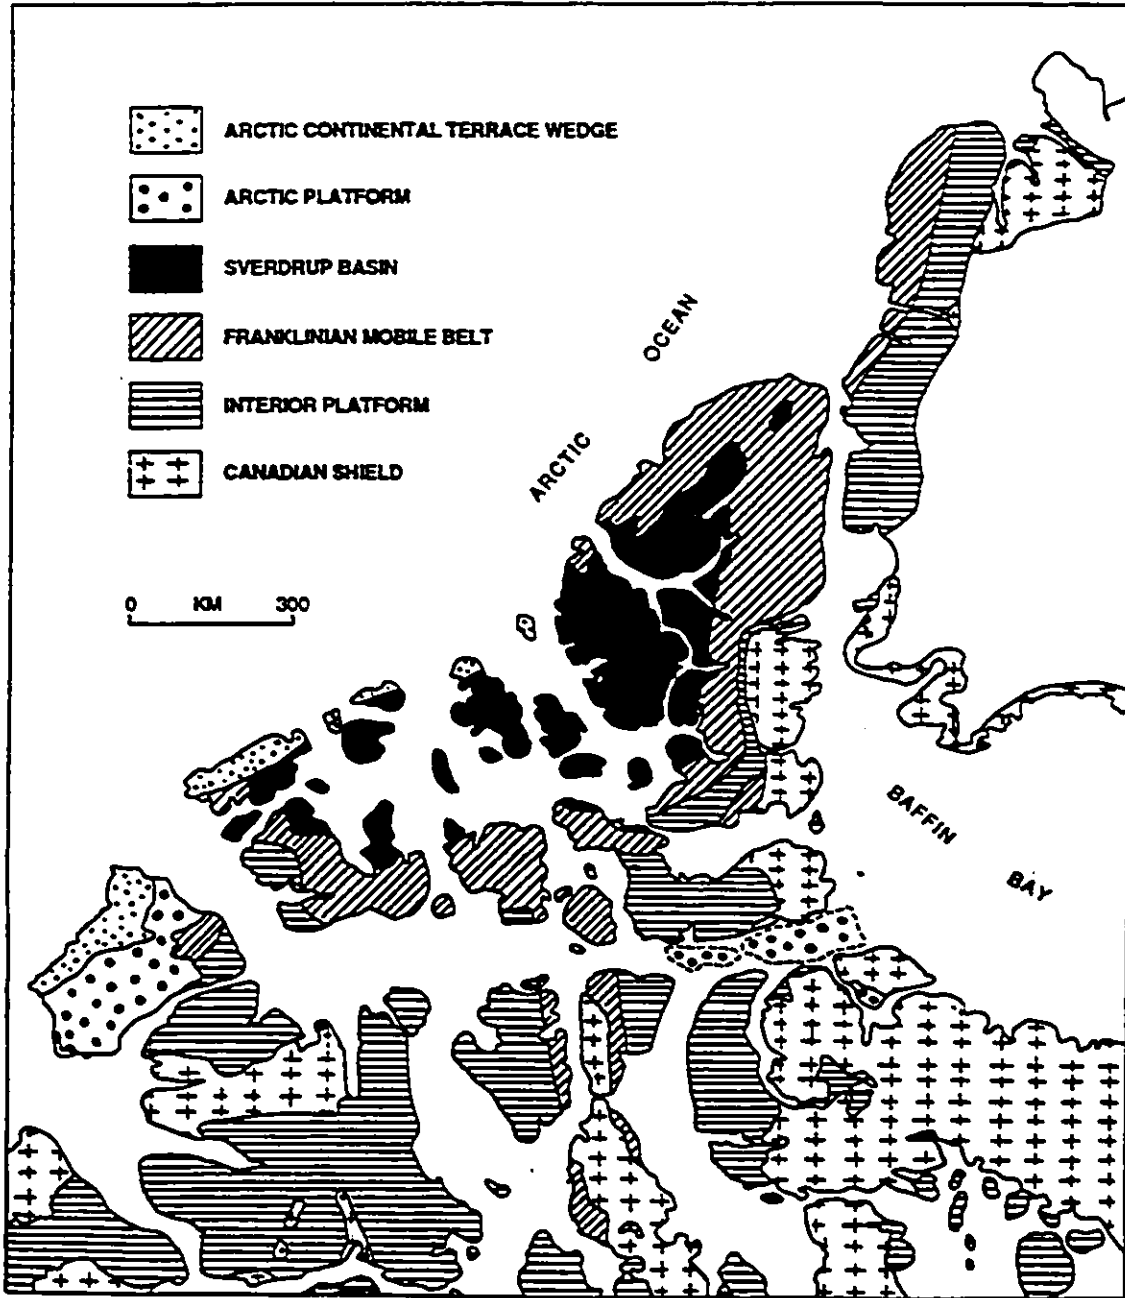 ARCTIC CONTINENTAL TERRACE WEDGE
ARCTIC PLATFORM
SVERDRUP BASIN
FRANKLINIAN MOBILE BELT
INTERIOR PLATFORM
CANADIAN SHIELD
0 KM 300
ARCTIC OCEAN
BAFFIN BAY